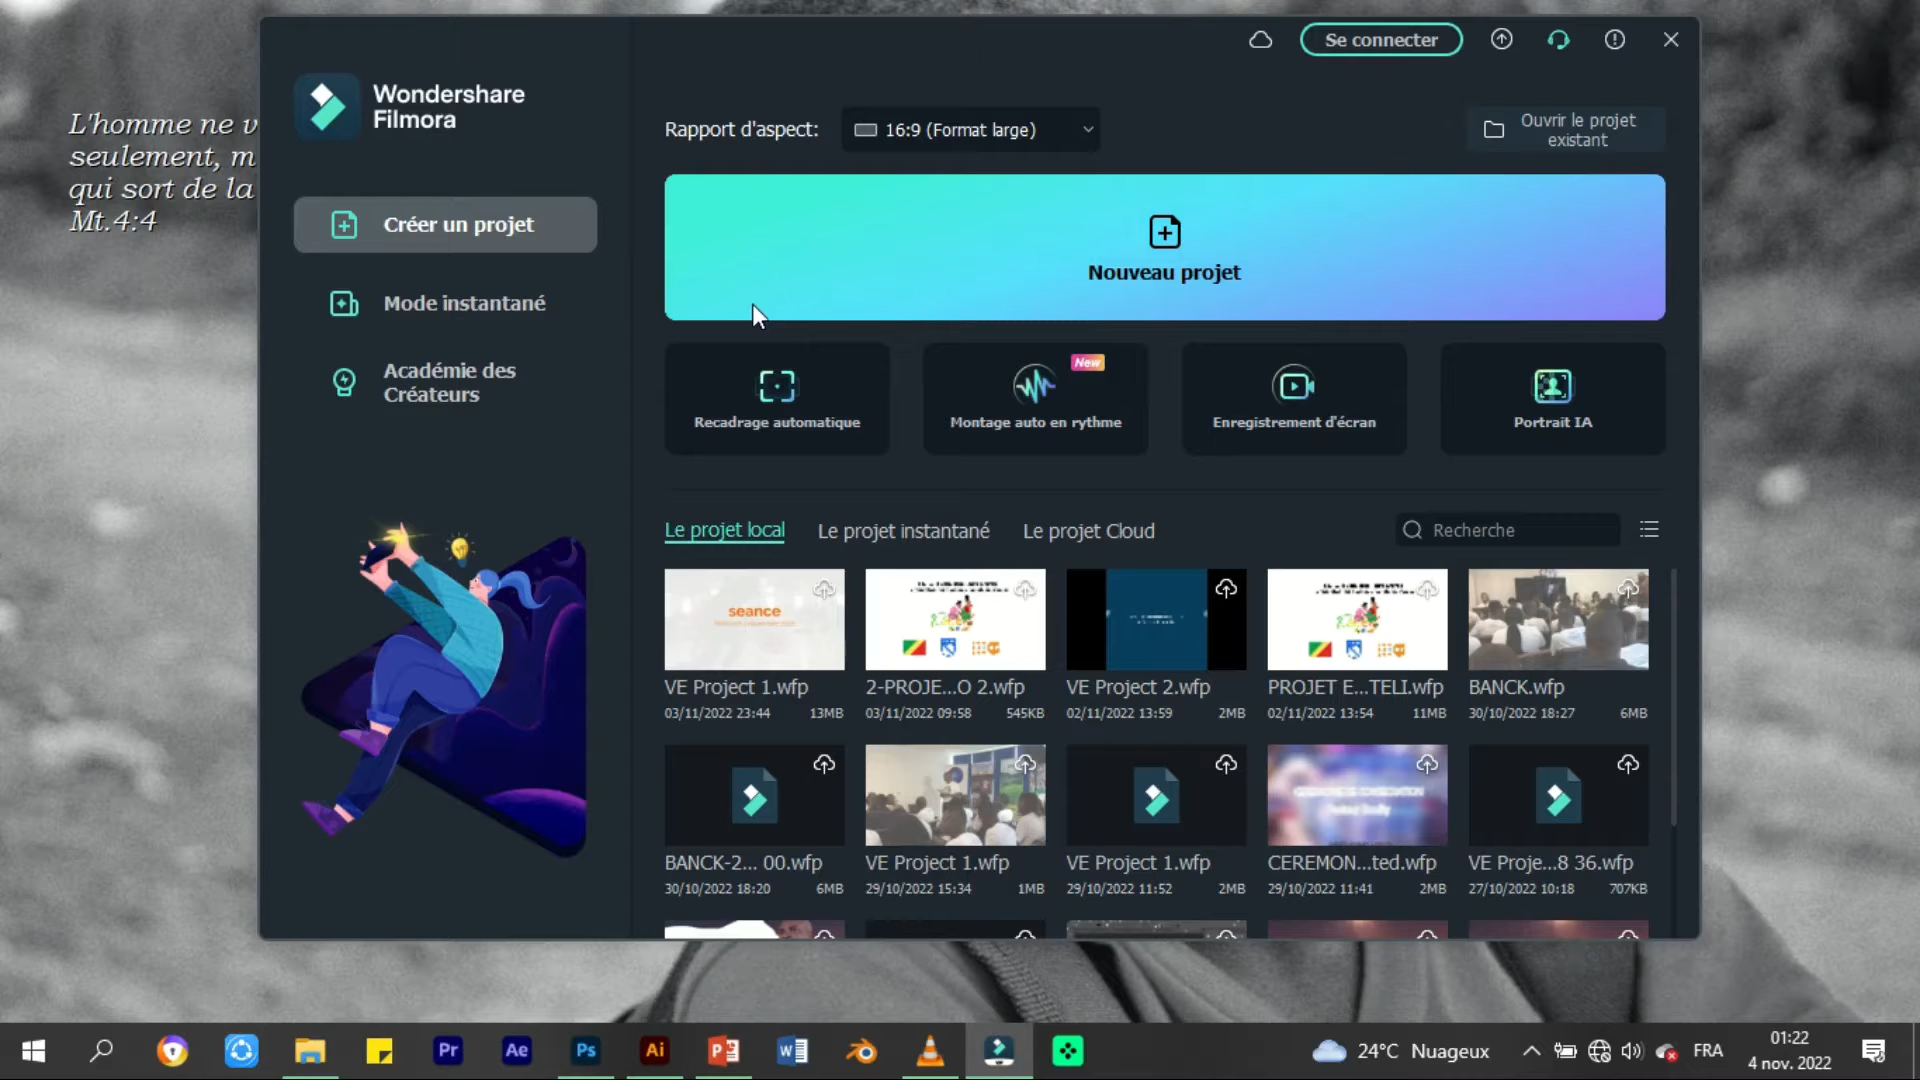 L'homme ne v
seulement, m
qui sort de la
Mt.4:4
Wondershare
Filmora
Se connecter
Rapport d'aspect:
16:9 (Format large)
Ouvrir le projet
existant
Créer un projet
Mode instantané
Académie des
Créateurs
Nouveau projet
Recadrage automatique
New
Montage auto en rythme
Enregistrement d'écran
Portrait IA
Le projet local
Le projet instantané
Le projet Cloud
Recherche
seance
VE Project 1.wfp
03/11/2022 23:44 13MB
2-PROJE...O 2.wfp
03/11/2022 09:58 545KB
VE Project 2.wfp
02/11/2022 13:59 2MB
PROJET E...TELI.wfp
02/11/2022 13:54 11MB
BANCK.wfp
30/10/2022 18:27 6MB
BANCK-2... 00.wfp
30/10/2022 18:20 6MB
VE Project 1.wfp
29/10/2022 15:34 1MB
VE Project 1.wfp
29/10/2022 11:52 2MB
CEREMON...ted.wfp
29/10/2022 11:41 2MB
VE Proje...8 36.wfp
27/10/2022 10:18 707KB
Pr
Ae
Ps
Ai
24°C Nuageux
FRA
01:22
4 nov. 2022